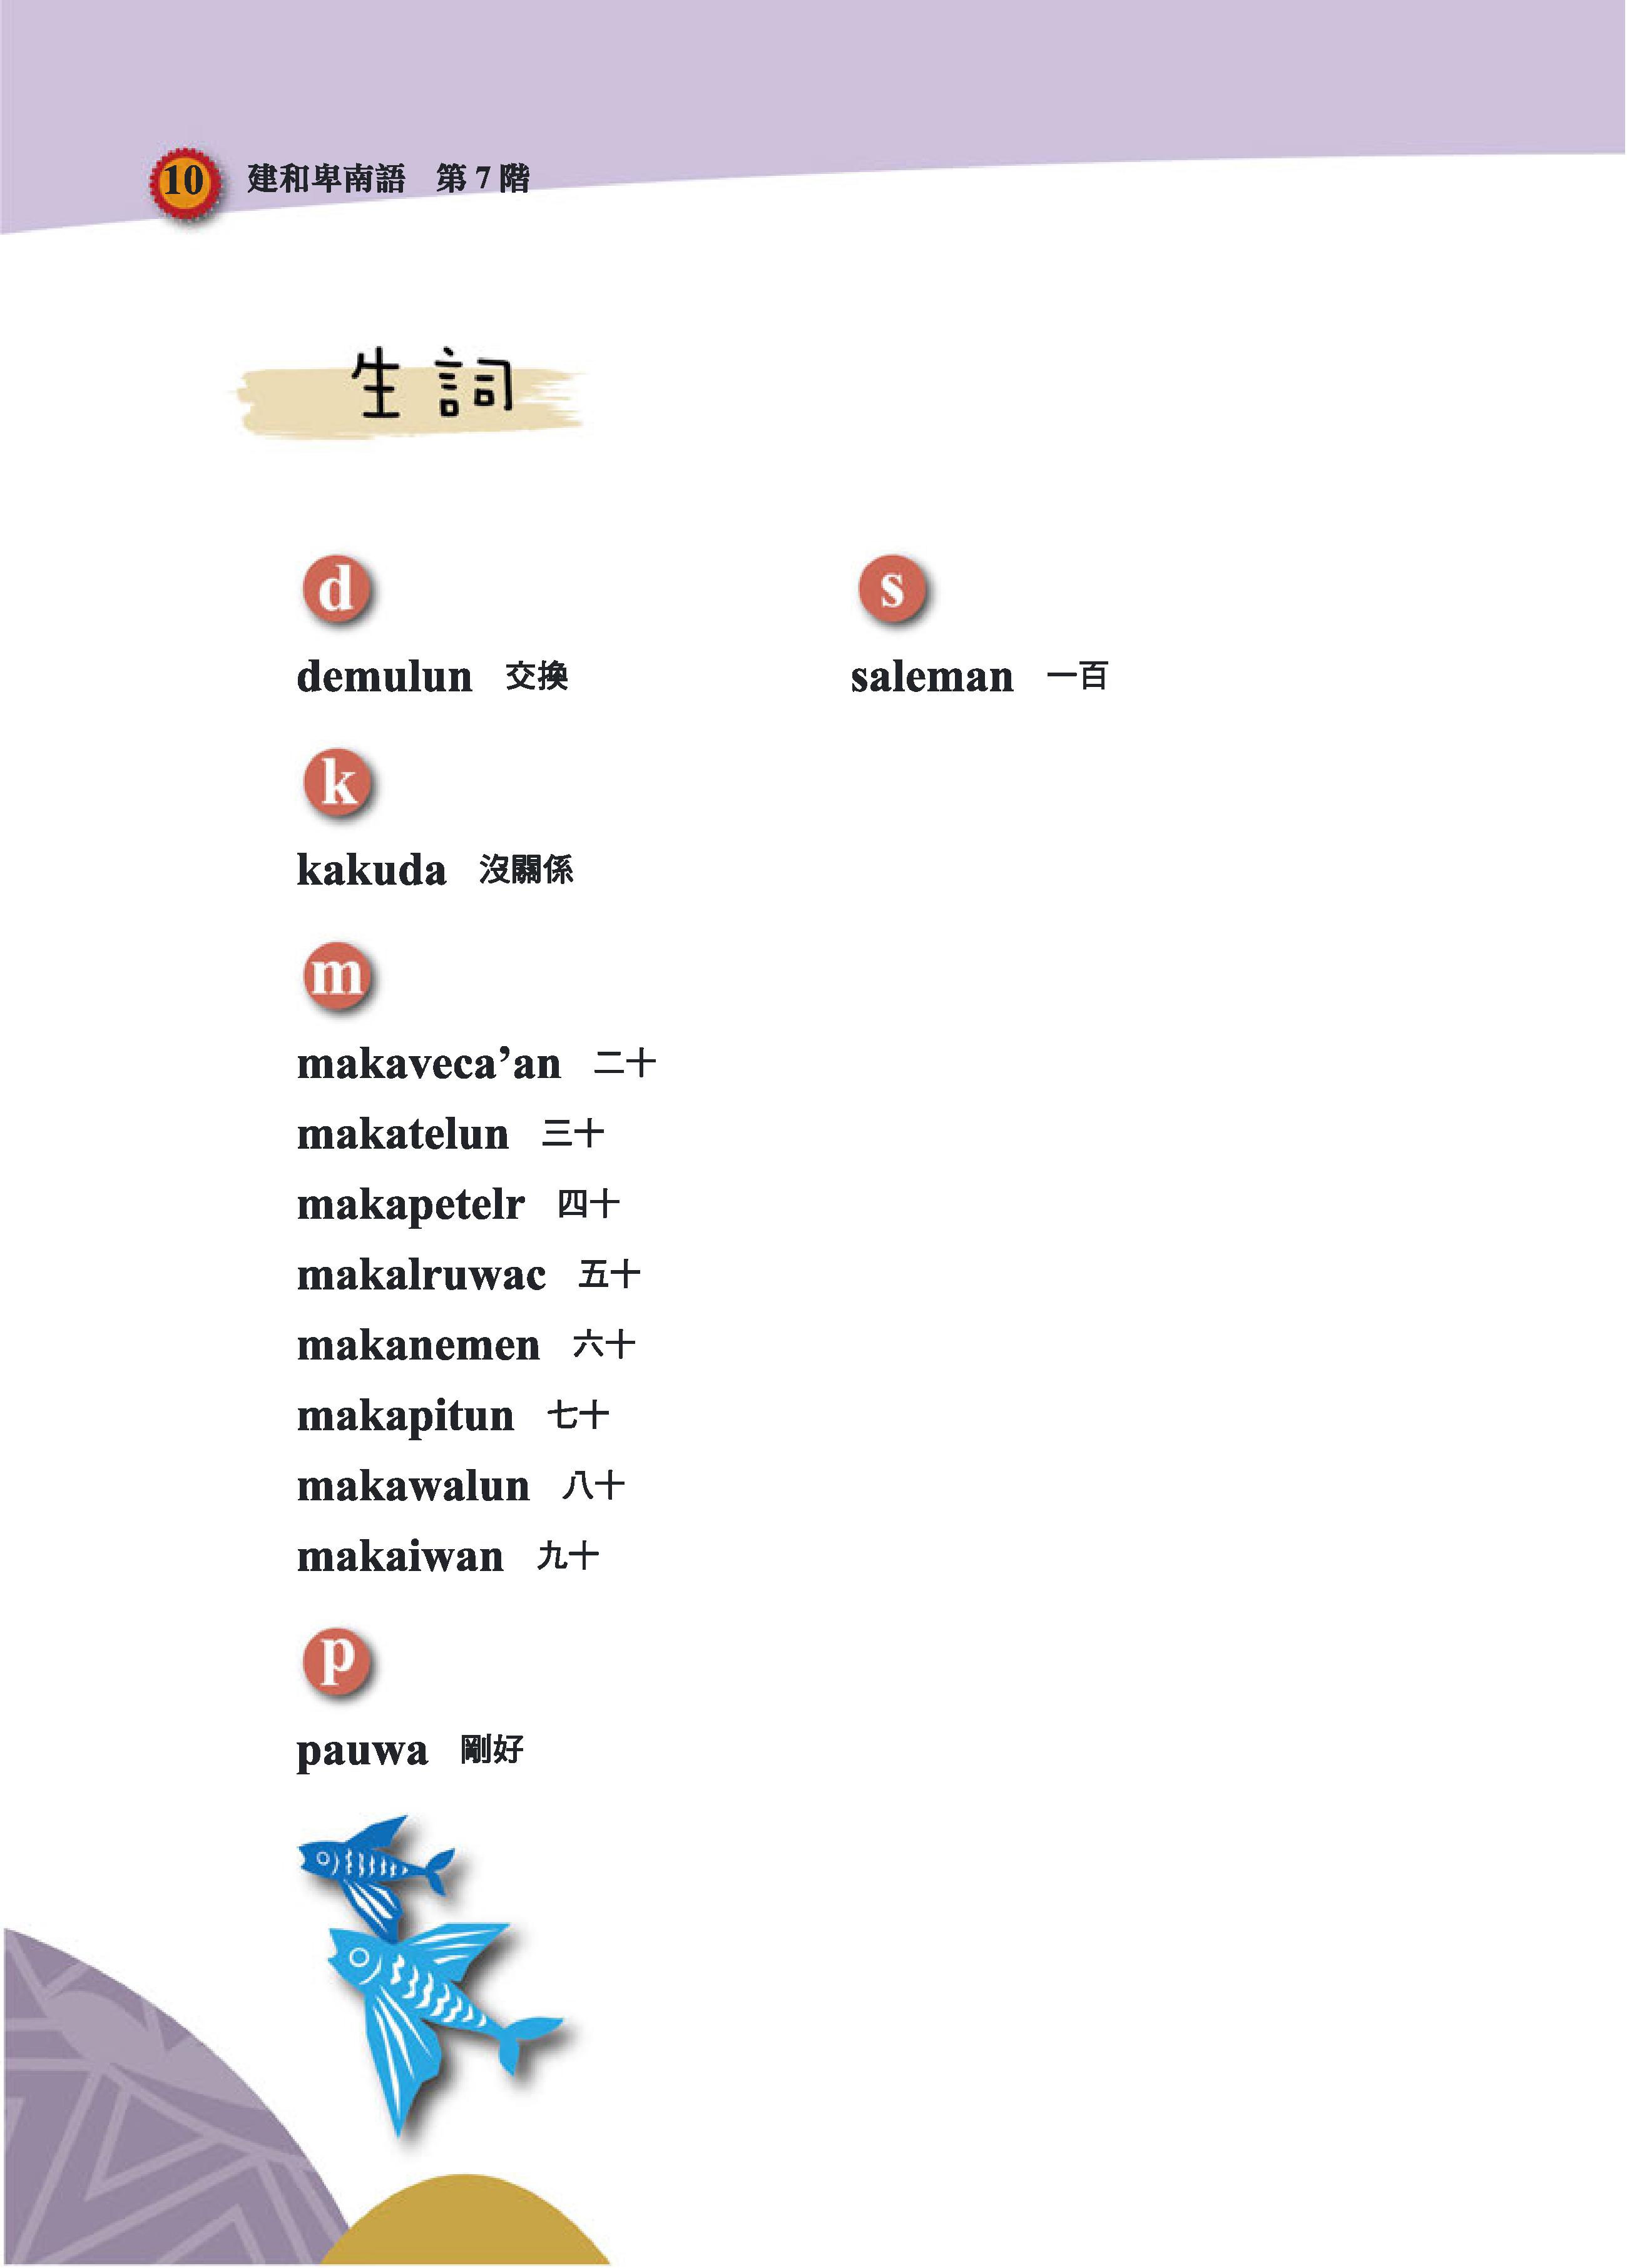 10 建和卑南語 第7階
生詞
d
demulun 交換
k
kakuda 沒關係
m
makaveca’an 二十
makatelun 三十
makapetelr 四十
makalruwac 五十
makanemen 六十
makapitun 七十
makawalun 八十
makaiwan 九十
p
pauwa 剛好
s
saleman 一百